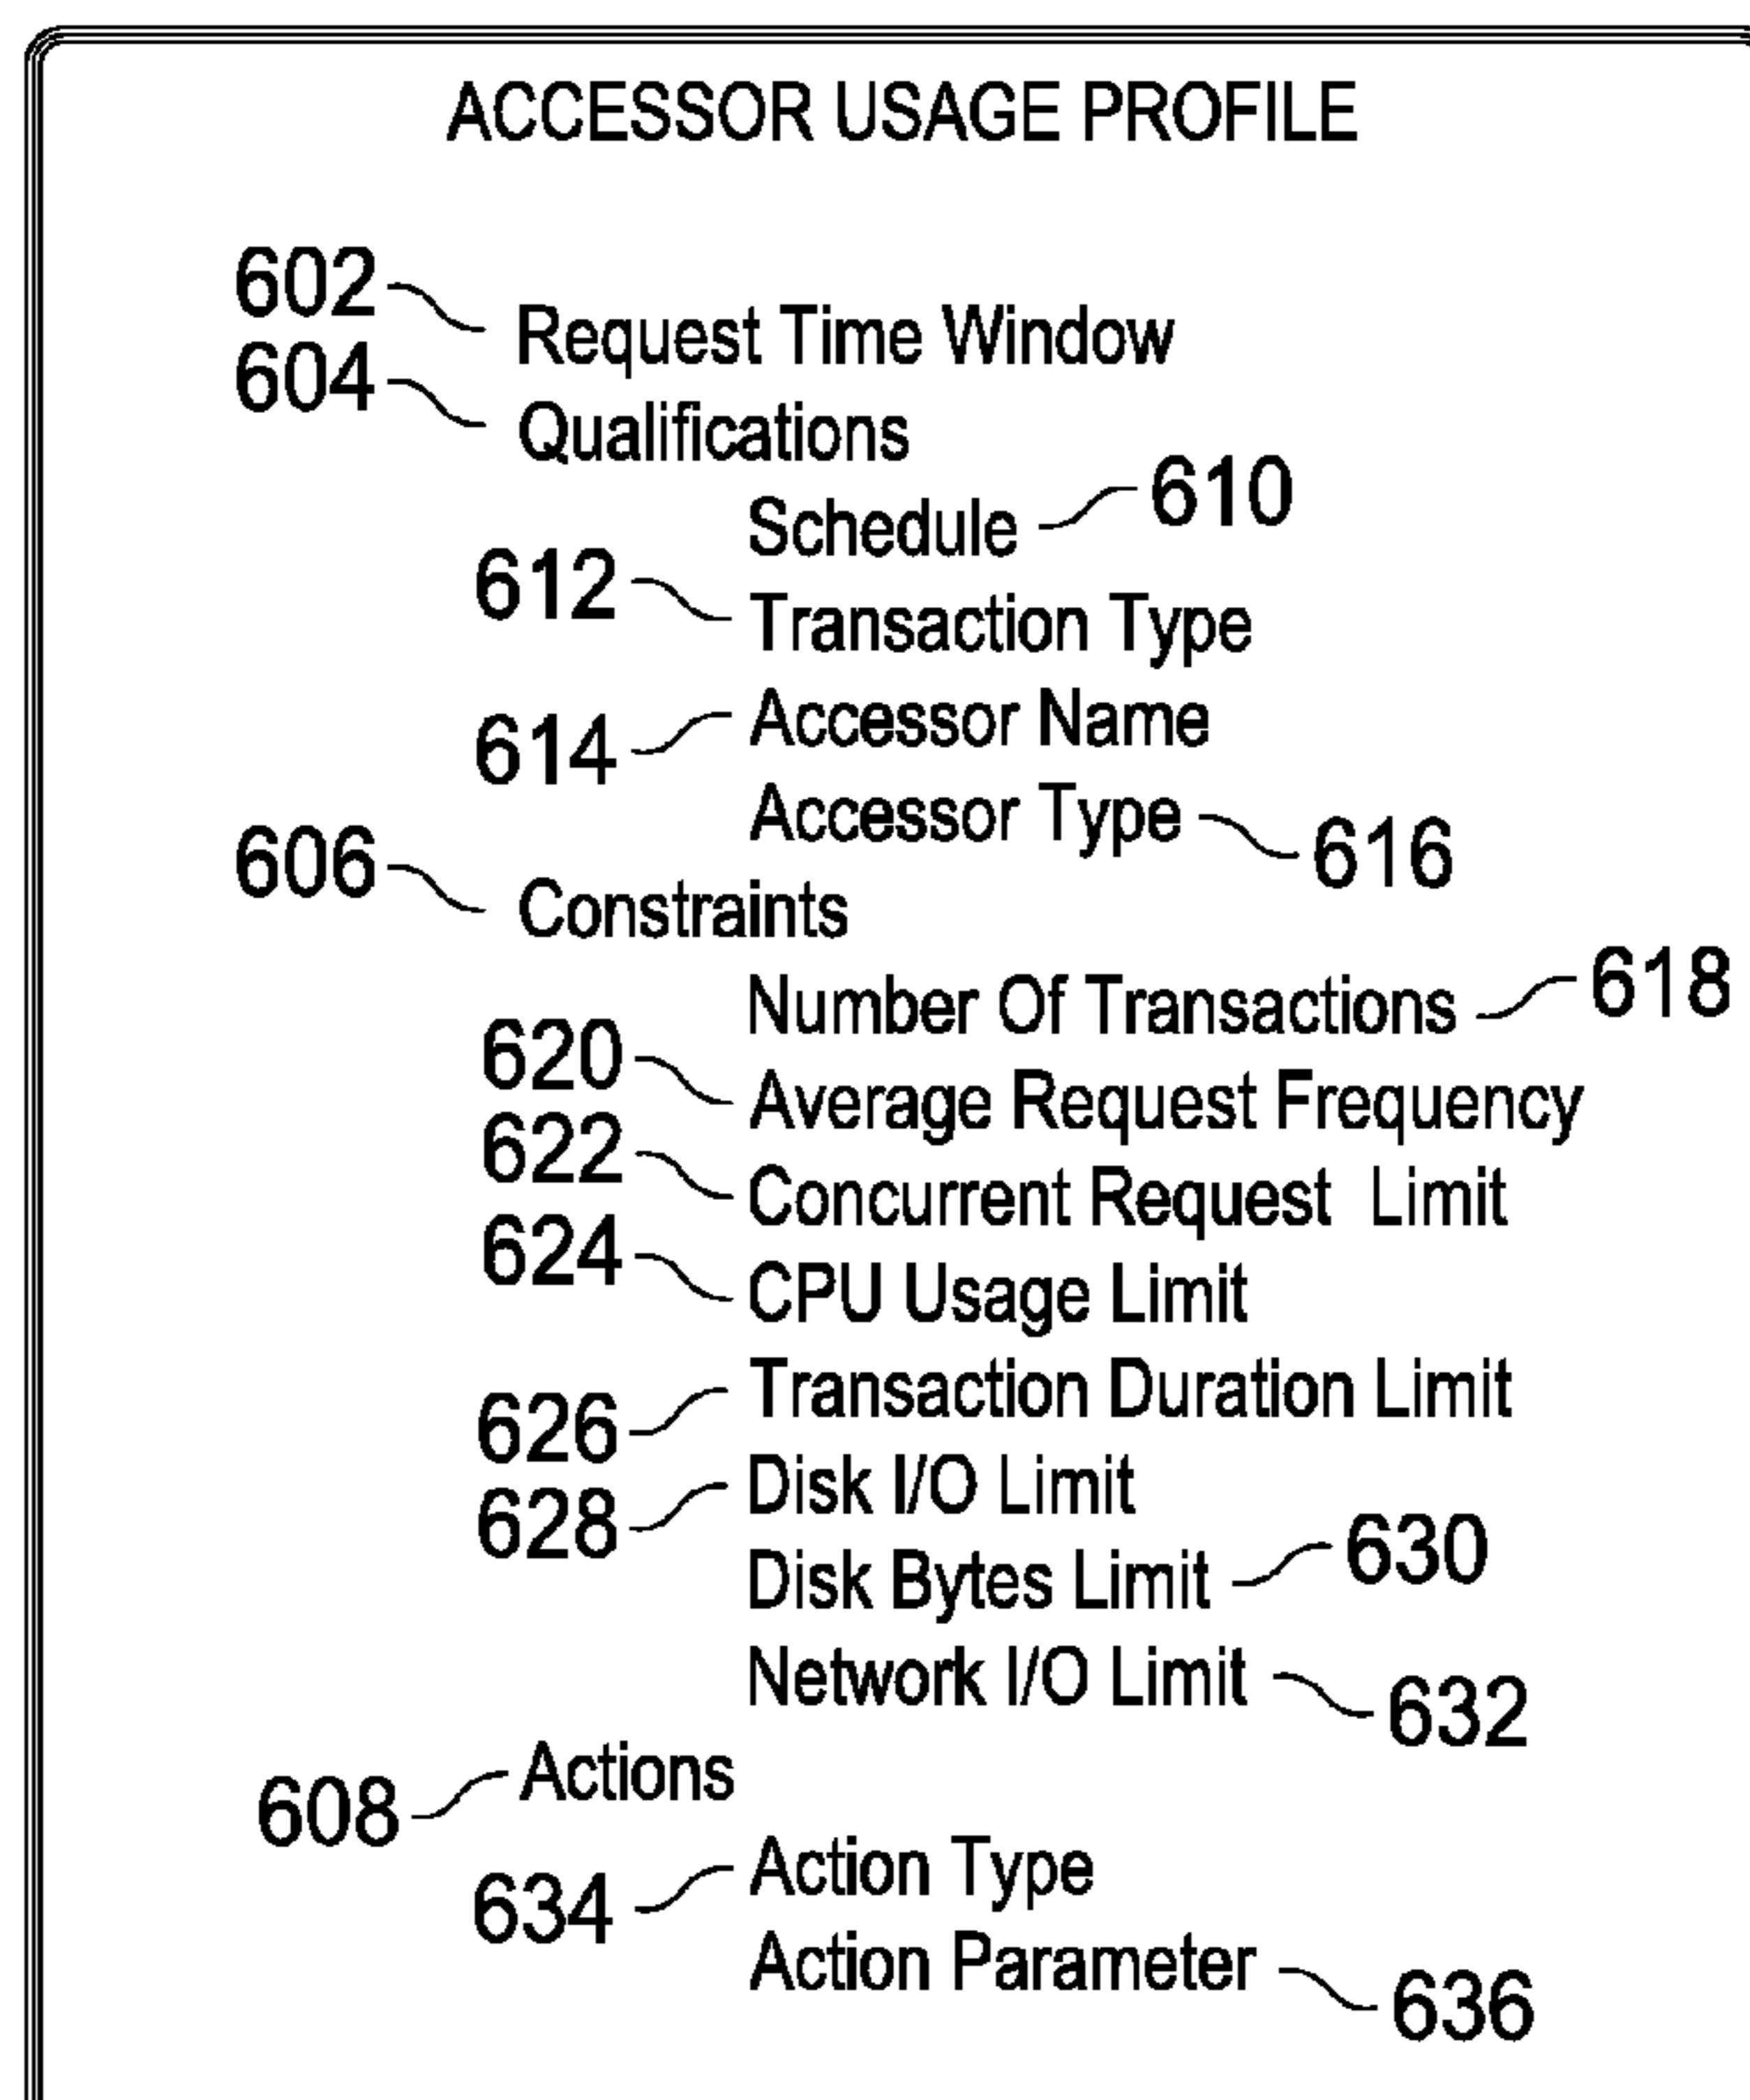 ACCESSOR USAGE PROFILE
602 Request Time Window
604 Qualifications
Schedule 610
612 Transaction Type
614 Accessor Name
Accessor Type 616
606 Constraints
Number Of Transactions 618
620 Average Request Frequency
622 Concurrent Request Limit
624 CPU Usage Limit
626 Transaction Duration Limit
628 Disk I/O Limit
Disk Bytes Limit 630
Network I/O Limit 632
608 Actions
634 Action Type
Action Parameter 636